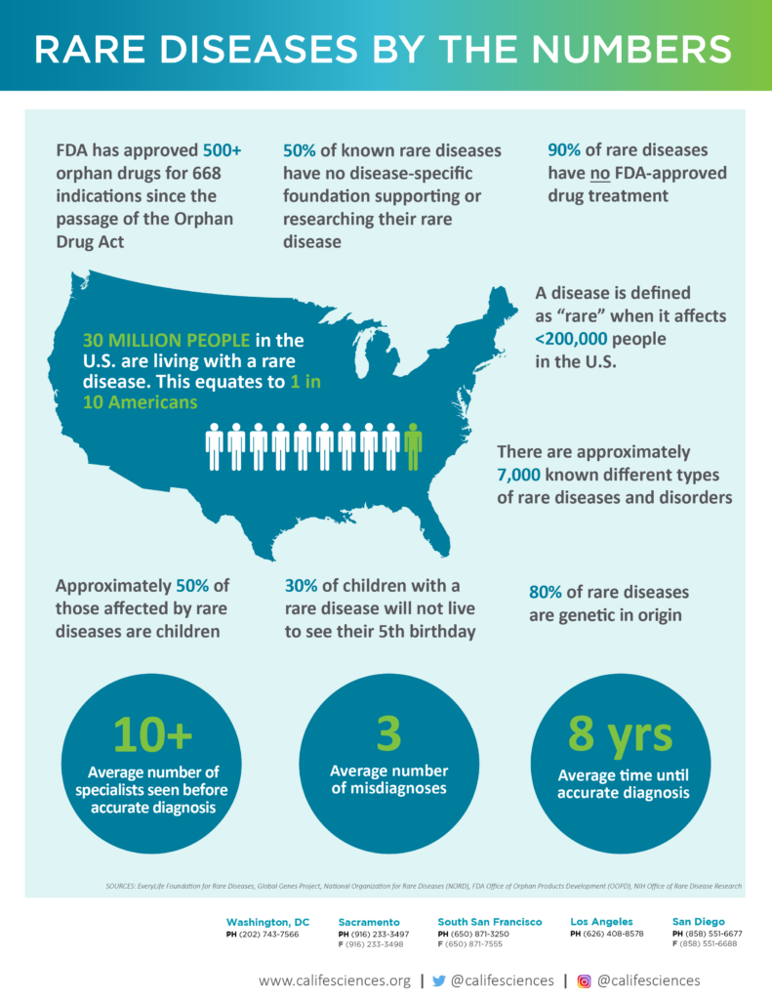 RARE DISEASES BY THE NUMBERS
FDA has approved 500+
orphan drugs for 668
indications since the
passage of the Orphan
Drug Act
50% of known rare diseases
have no disease-specific
foundation supporting or
researching their rare
disease
90% of rare diseases
have no FDA-approved
drug treatment
A disease is defined
as “rare” when it affects
<200,000 people
in the U.S.
30 MILLION PEOPLE in the
U.S. are living with a rare
disease. This equates to 1 in
10 Americans
There are approximately
7,000 known different types
of rare diseases and disorders
Approximately 50% of
those affected by rare
diseases are children
30% of children with a
rare disease will not live
to see their 5th birthday
80% of rare diseases
are genetic in origin
10+
Average number of
specialists seen before
accurate diagnosis
3
Average number
of misdiagnoses
8 yrs
Average time until
accurate diagnosis
SOURCES: EveryLife Foundation for Rare Diseases, Global Genes Project, National Organization for Rare Diseases (NORD), FDA Office of Orphan Products Development (OOPD), NIH Office of Rare Disease Research
Washington, DC
PH (202) 743-7566
Sacramento
PH (916) 233-3497
F (916) 233-3498
South San Francisco
PH (650) 871-3250
F (650) 871-7555
Los Angeles
PH (626) 408-8578
San Diego
PH (858) 551-6677
F (858) 551-6688
www.califesciences.org | @califesciences | @califesciences